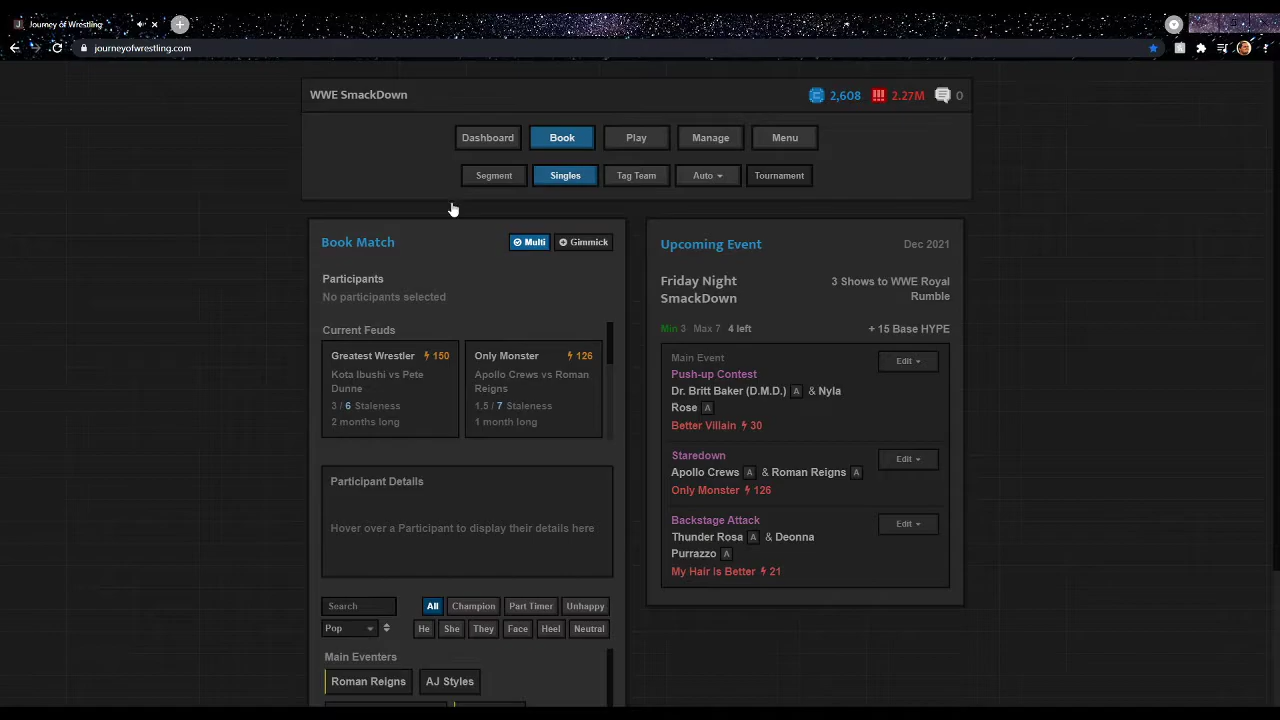 Journey of Wrestling
journeyofwrestling.com
WWE SmackDown
2,608
2.27M
0
Dashboard
Book
Play
Manage
Menu
Segment
Singles
Tag Team
Auto
Tournament
Book Match
Multi
Gimmick
Participants
No participants selected
Current Feuds
Greatest Wrestler 150
Kota Ibushi vs Pete
Dunne
3 / 6 Staleness
2 months long
Only Monster 126
Apollo Crews vs Roman
Reigns
1.5 / 7 Staleness
1 month long
Participant Details
Hover over a Participant to display their details here
Search
All
Champion
Part Timer
Unhappy
Pop
He
She
They
Face
Heel
Neutral
Main Eventers
Roman Reigns
AJ Styles
Upcoming Event
Dec 2021
Friday Night
SmackDown
3 Shows to WWE Royal
Rumble
Min 3 Max 7 4 left
+ 15 Base HYPE
Main Event
Push-up Contest
Dr. Britt Baker (D.M.D.) A & Nyla
Rose A
Better Villain 30
Edit
Staredown
Apollo Crews A & Roman Reigns A
Only Monster 126
Edit
Backstage Attack
Thunder Rosa A & Deonna
Purrazzo A
My Hair Is Better 21
Edit